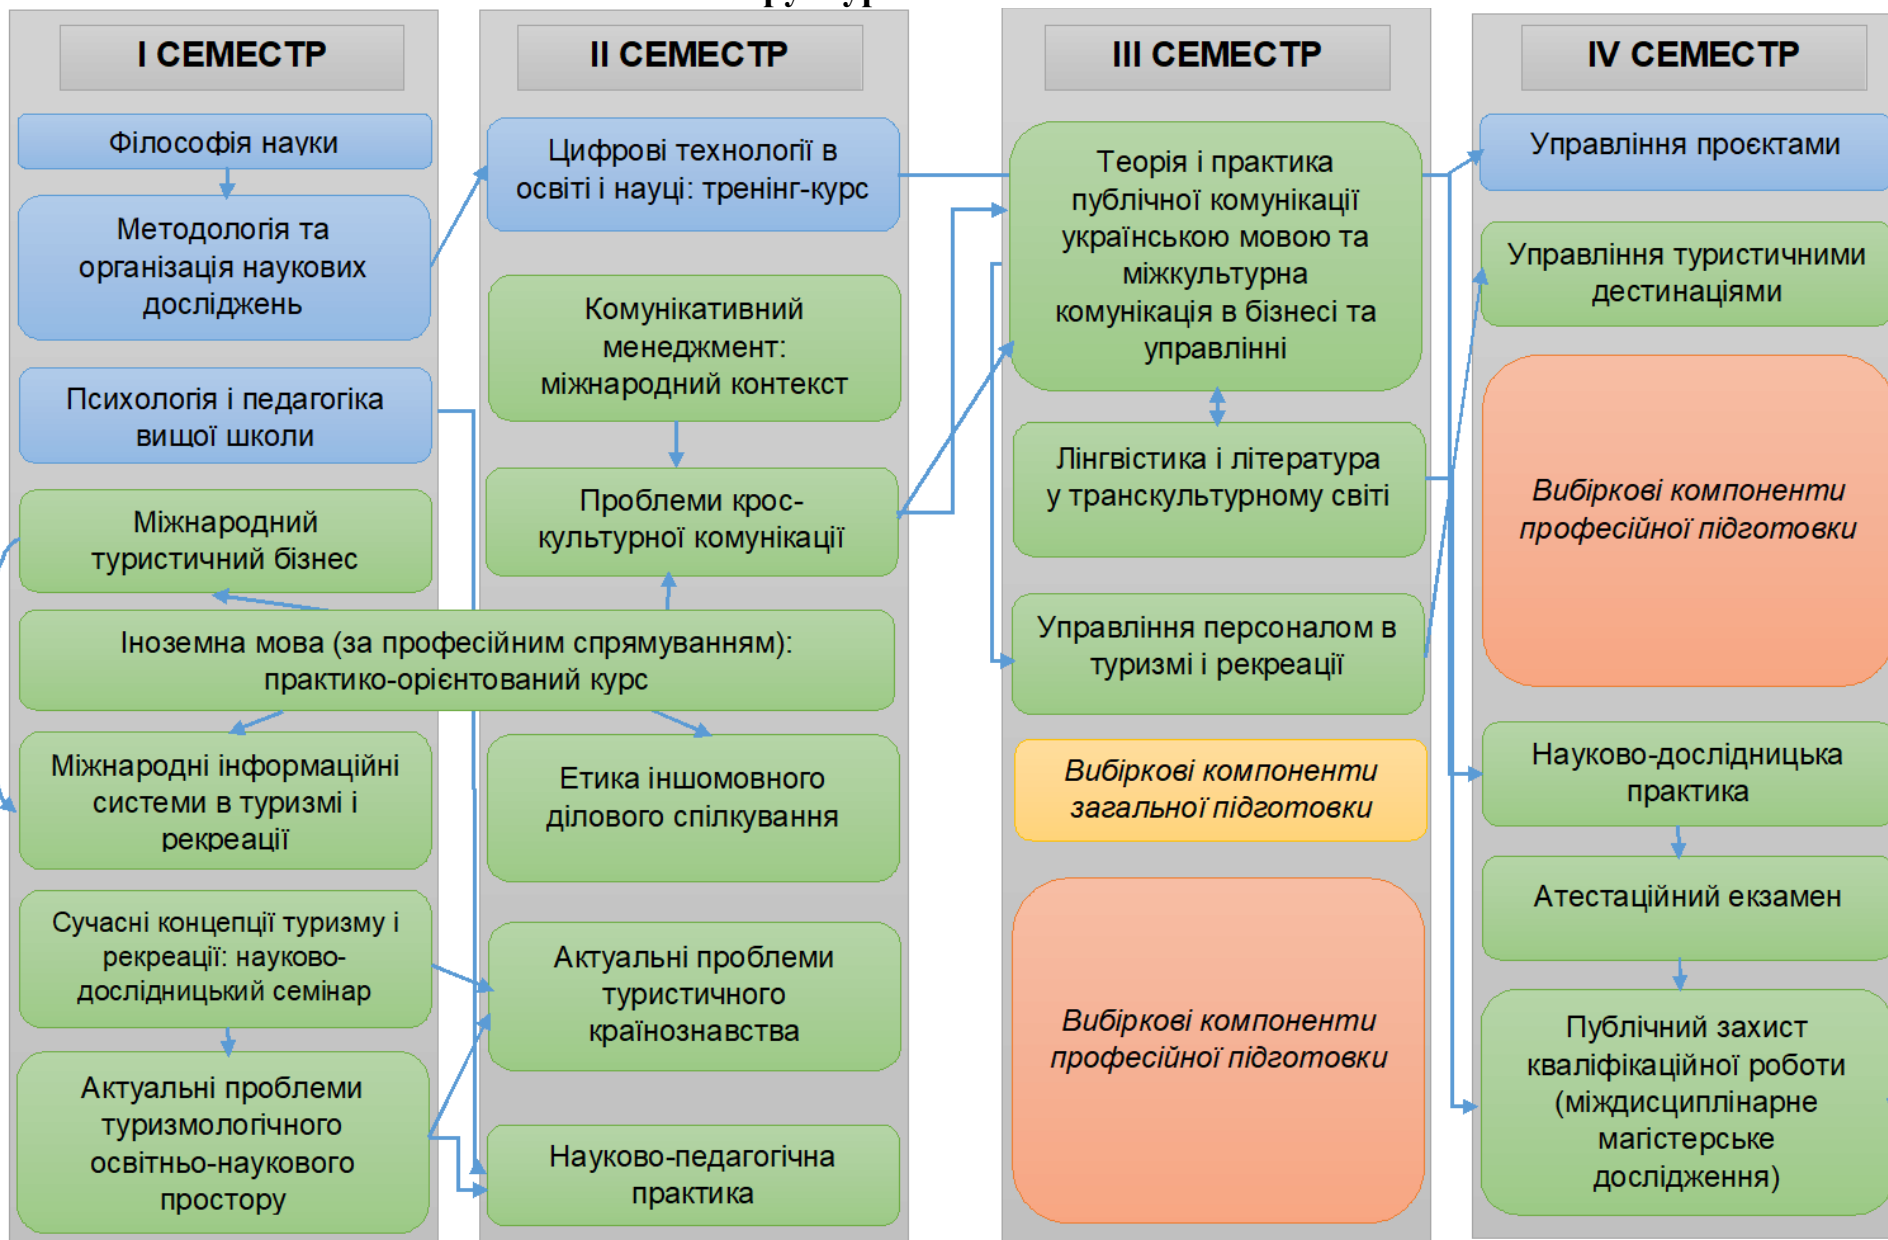 І СЕМЕСТР
Філософія науки
Методологія та
організація наукових
досліджень
Психологія і педагогіка
вищої школи
Міжнародний
туристичний бізнес
Іноземна мова (за професійним спрямуванням):
практико-орієнтований курс
Міжнародні інформаційні
системи в туризмі і
рекреації
Сучасні концепції туризму і
рекреації: науково-
дослідницький семінар
Актуальні проблеми
туризмологічного
освітньо-наукового
простору
ІІ СЕМЕСТР
Цифрові технології в
освіті і науці: тренінг-курс
Комунікативний
менеджмент:
міжнародний контекст
Проблеми крос-
культурної комунікації
Етика іншомовного
ділового спілкування
Актуальні проблеми
туристичного
країнознавства
Науково-педагогічна
практика
ІІІ СЕМЕСТР
Теорія і практика
публічної комунікації
українською мовою та
міжкультурна
комунікація в бізнесі та
управлінні
Лінгвістика і література
у транскультурному світі
Управління персоналом в
туризмі і рекреації
Вибіркові компоненти
загальної підготовки
Вибіркові компоненти
професійної підготовки
IV СЕМЕСТР
Управління проєктами
Управління туристичними
дестинаціями
Вибіркові компоненти
професійної підготовки
Науково-дослідницька
практика
Атестаційний екзамен
Публічний захист
кваліфікаційної роботи
(міждисциплінарне
магістерське
дослідження)